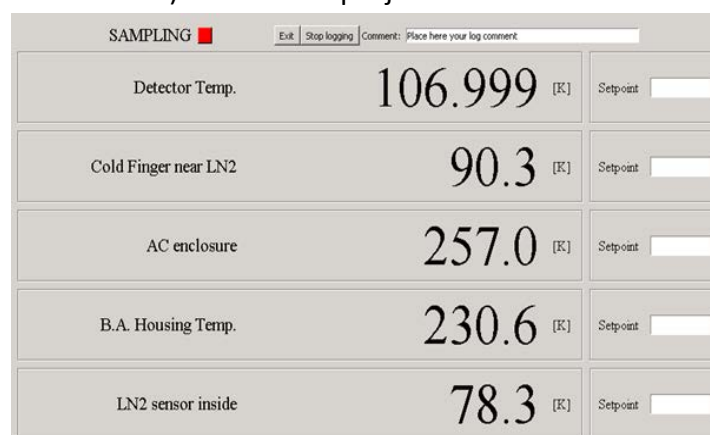 SAMPLING Exit Stop logging Comment: Place here your log comment
Detector Temp. 106.999 [K] Setpoint
Cold Finger near LN2 90.3 [K] Setpoint
AC enclosure 257.0 [K] Setpoint
B.A. Housing Temp. 230.6 [K] Setpoint
LN2 sensor inside 78.3 [K] Setpoint